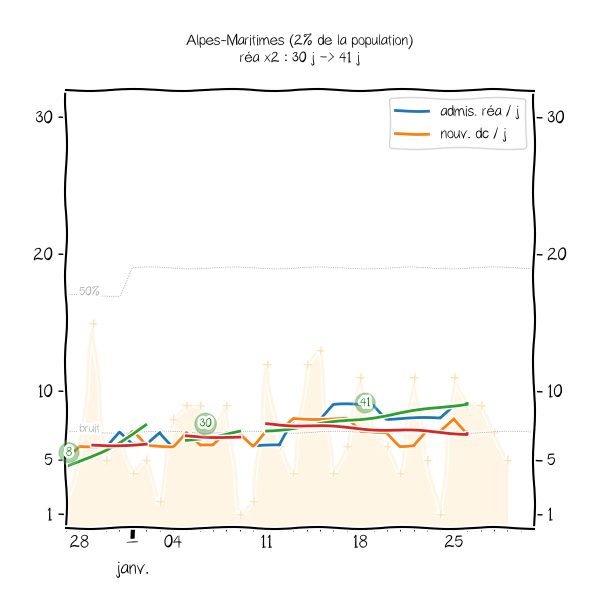 Alpes-Maritimes (2% de la population)
réa x2 : 30 j -> 41 j
admis. réa / j
nouv. dc / j
30 30
20 20
50%
10 10
41
30
bruit
8
5 5
1 1
28 1 04 11 18 25
janv.